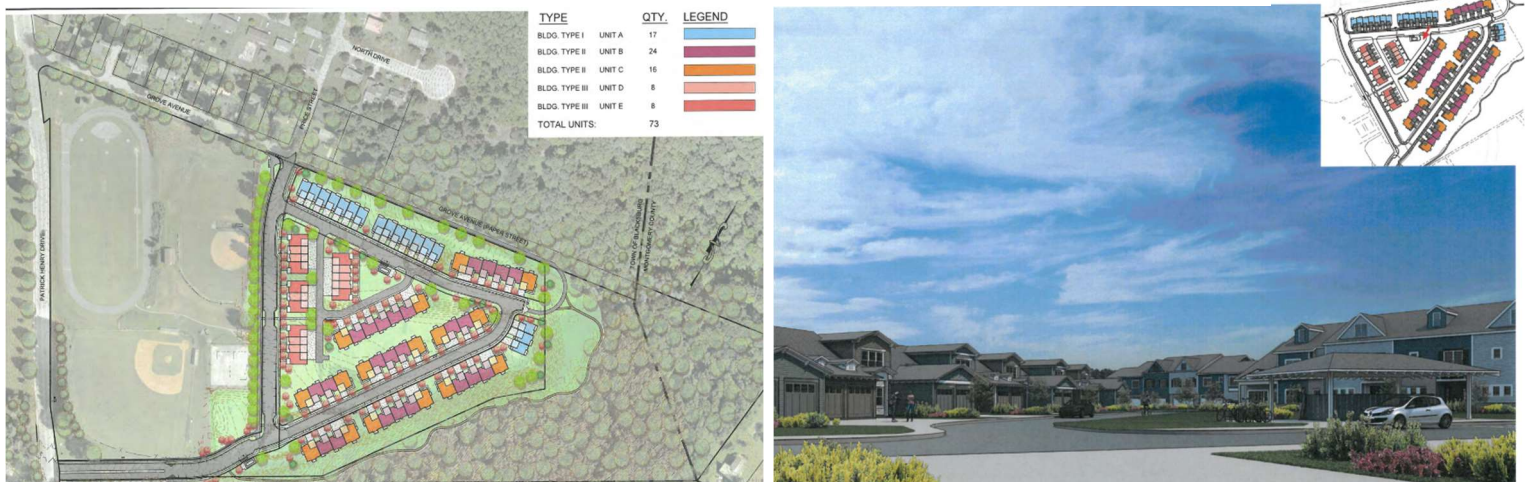 TYPE QTY. LEGEND
BLDG. TYPE I UNIT A 17
BLDG. TYPE II UNIT B 24
BLDG. TYPE II UNIT C 16
BLDG. TYPE III UNIT D 8
BLDG. TYPE III UNIT E 8
TOTAL UNITS: 73
NORTH DRIVE
GROVE AVENUE
PRICE STREET
GROVE AVENUE (PAPER STREET)
TOWN OF BLACKSBURG
MONTGOMERY COUNTY
PATRICK HENRY DRIVE